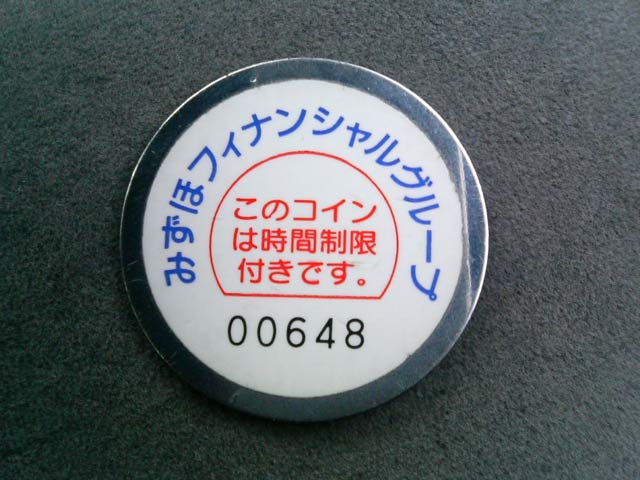 みずほフィナンシャルグループ
このコイン
は時間制限
付きです。
00648